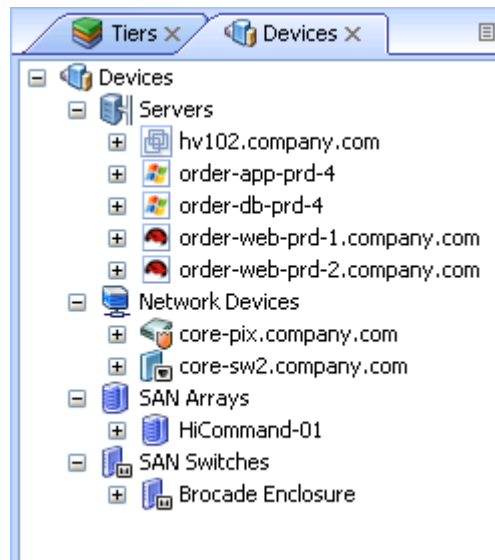 Tiers
Devices
Devices
Servers
hv102.company.com
order-app-prd-4
order-db-prd-4
order-web-prd-1.company.com
order-web-prd-2.company.com
Network Devices
core-pix.company.com
core-sw2.company.com
SAN Arrays
HiCommand-01
SAN Switches
Brocade Enclosure